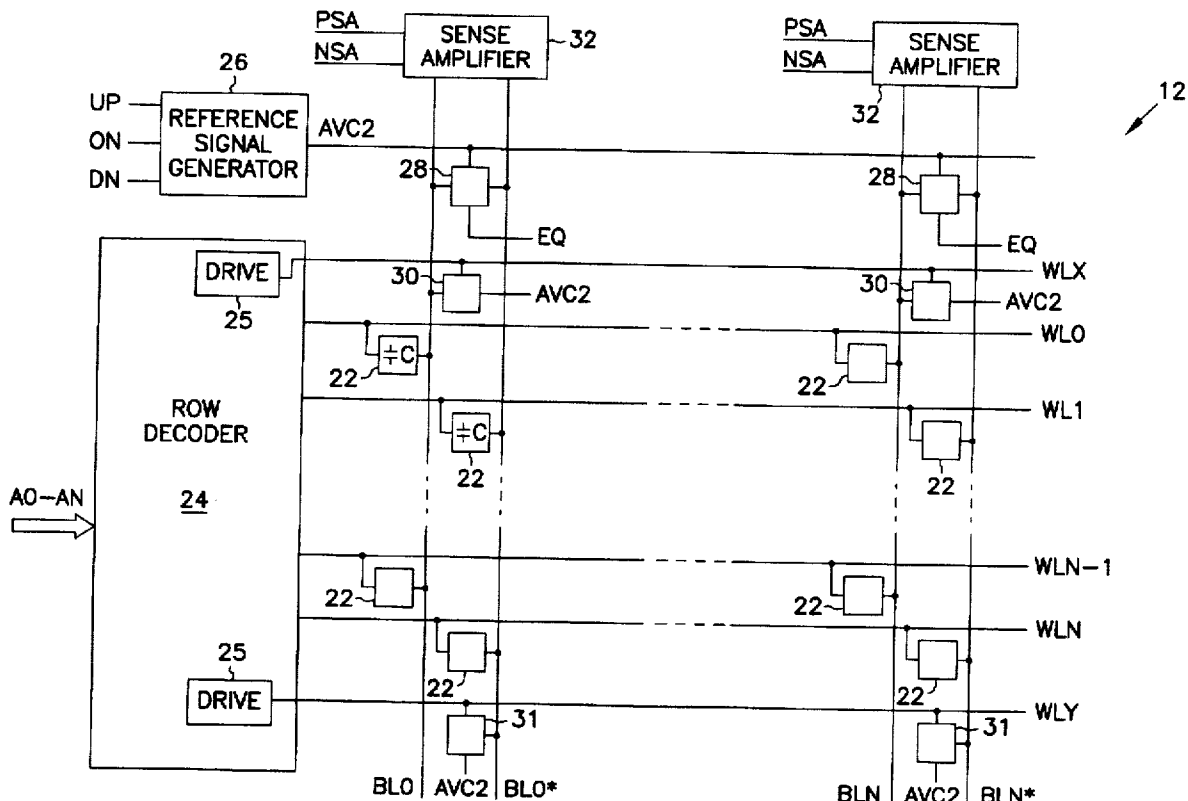 PSA
NSA
SENSE
AMPLIFIER
32
PSA
NSA
SENSE
AMPLIFIER
32
12
26
UP
ON
DN
REFERENCE
SIGNAL
GENERATOR
AVC2
28
EQ
28
EQ
DRIVE
25
30
AVC2
30
WLX
AVC2
C
22
22
WL0
C
22
22
WL1
ROW
DECODER
24
A0-AN
22
22
WLN-1
22
22
WLN
25
DRIVE
31
31
WLY
BL0
AVC2
BL0*
BLN
AVC2
BLN*